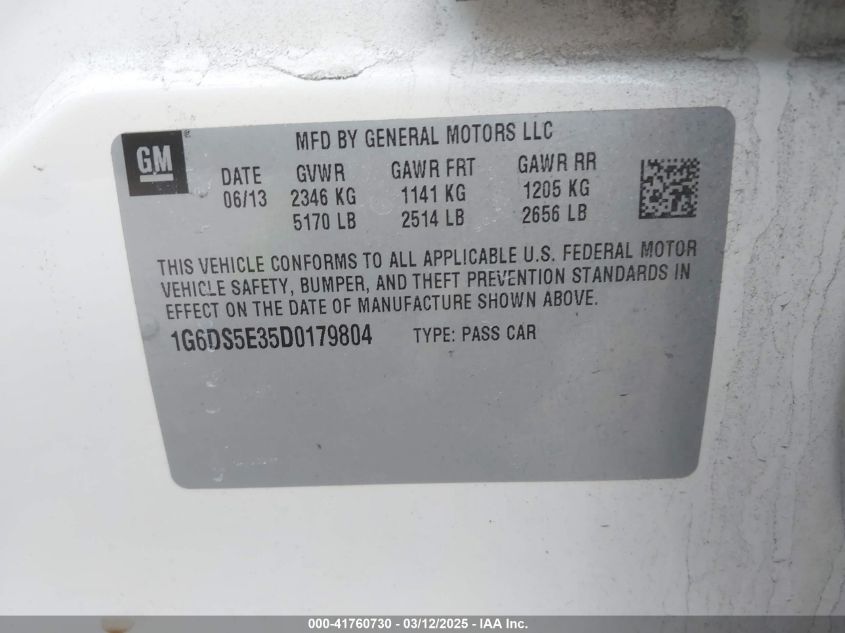 GM
MFD BY GENERAL MOTORS LLC
DATE GVWR GAWR FRT GAWR RR
06/13 2346 KG 1141 KG 1205 KG
5170 LB 2514 LB 2656 LB
THIS VEHICLE CONFORMS TO ALL APPLICABLE U.S. FEDERAL MOTOR
VEHICLE SAFETY, BUMPER, AND THEFT PREVENTION STANDARDS IN
EFFECT ON THE DATE OF MANUFACTURE SHOWN ABOVE.
1G6DS5E35D0179804 TYPE: PASS CAR
000-41760730 - 03/12/2025 - IAA Inc.